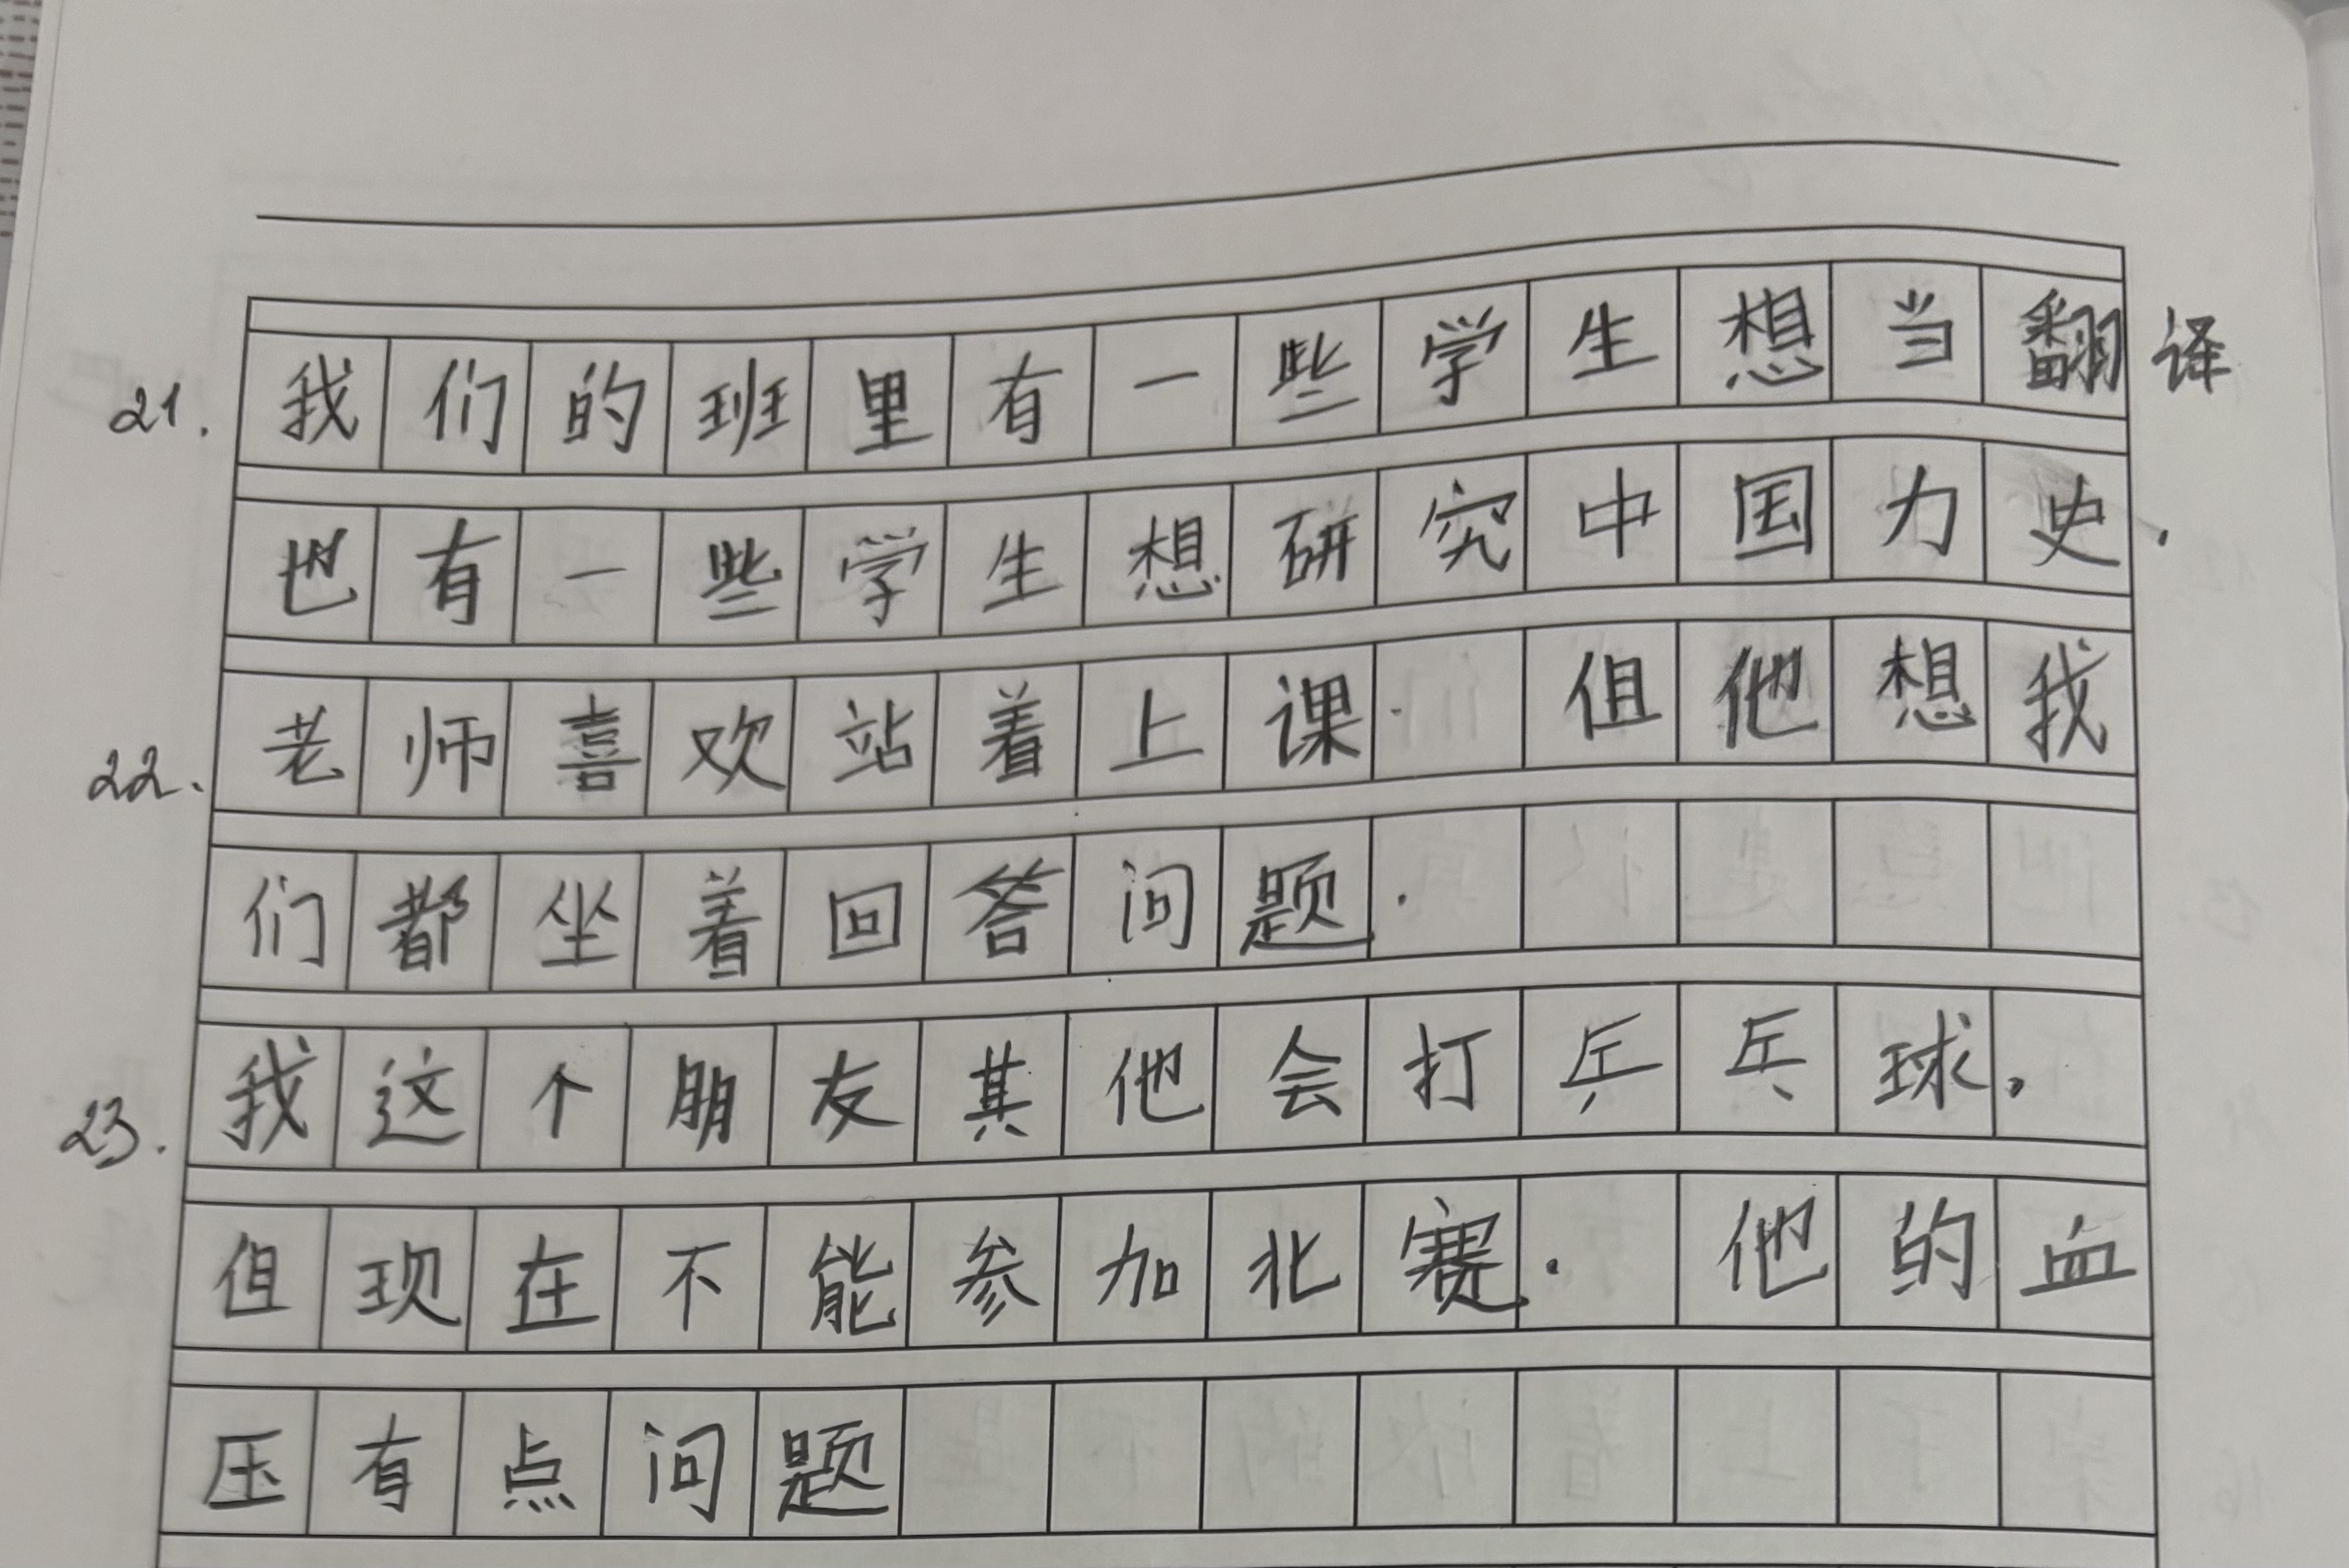 21. 我们的班里有一些学生想当翻译
也有一些学生想研究中国力史.
22. 老师喜欢站着上课. 但他想我
们都坐着回答问题.
23. 我这个朋友其他会打乒乓球,
但现在不能参加北赛. 他的血
压有点问题